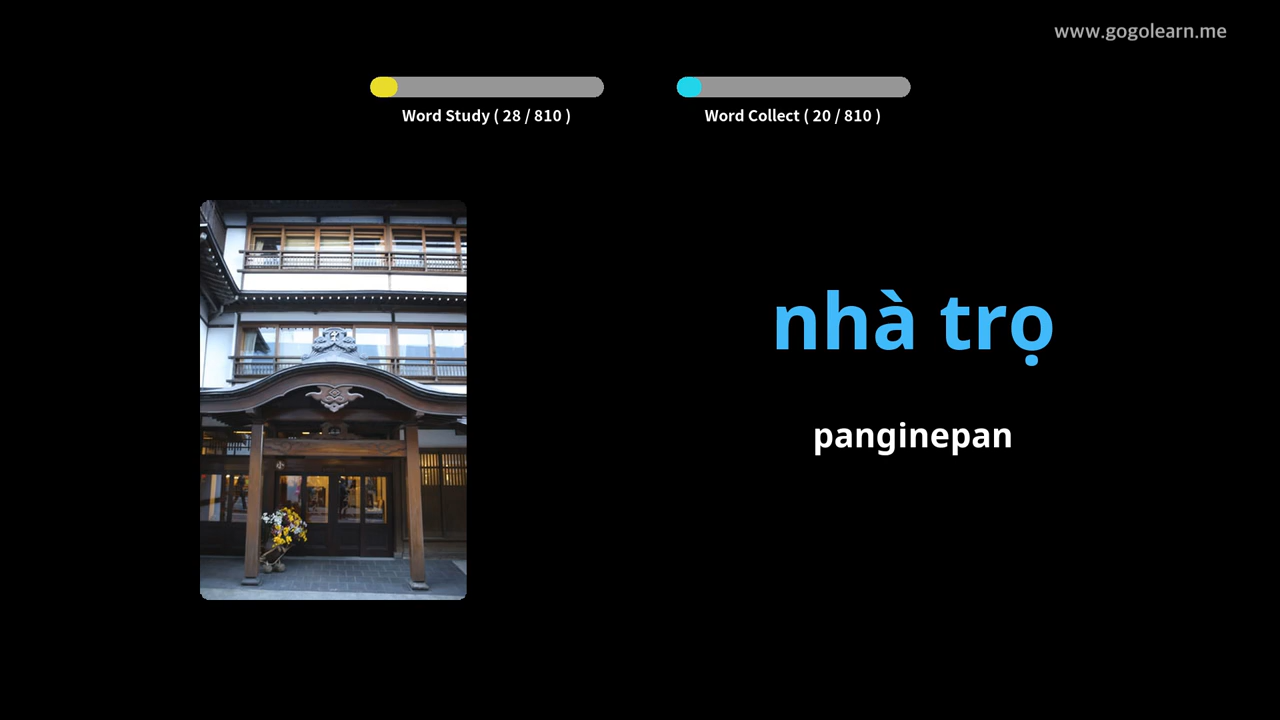 www.gogolearn.me
Word Study ( 28 / 810 )
Word Collect ( 20 / 810 )
nhà trọ
panginepan